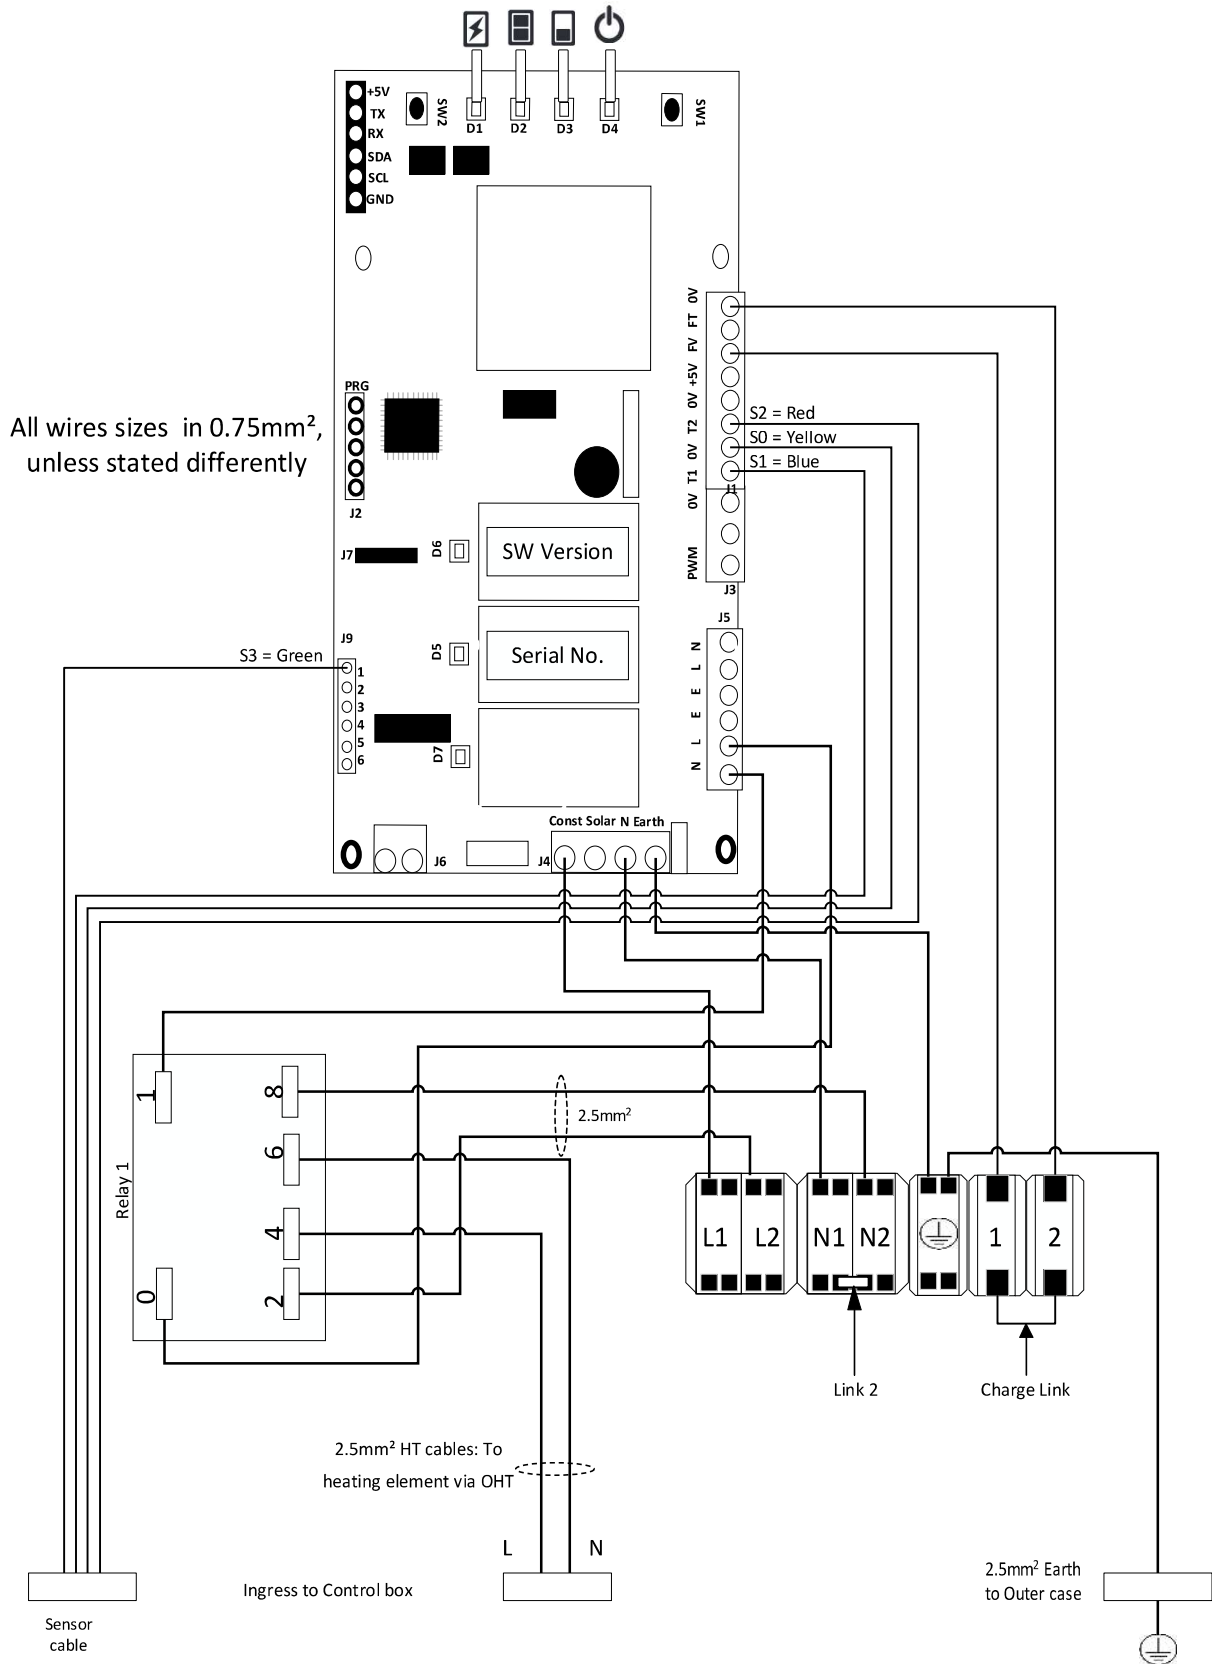 +5V
TX
RX
SDA
SCL
GND
SW2
D1
D2
D3
D4
SW1
0V
FT
FV
+5V
0V
T2
0V
T1
0V
PWM
S2 = Red
S0 = Yellow
S1 = Blue
J1
PRG
All wires sizes in 0.75mm²,
unless stated differently
J2
J7
D6
SW Version
J3
J5
J9
S3 = Green
1
2
3
4
5
6
D5
Serial No.
N
L
E
E
L
N
D7
Const Solar N Earth
J6
J4
1
8
6
4
2
0
Relay 1
2.5mm²
L1
L2
N1
N2
1
2
Link 2
Charge Link
2.5mm² HT cables: To
heating element via OHT
L
N
Ingress to Control box
Sensor
cable
2.5mm² Earth
to Outer case